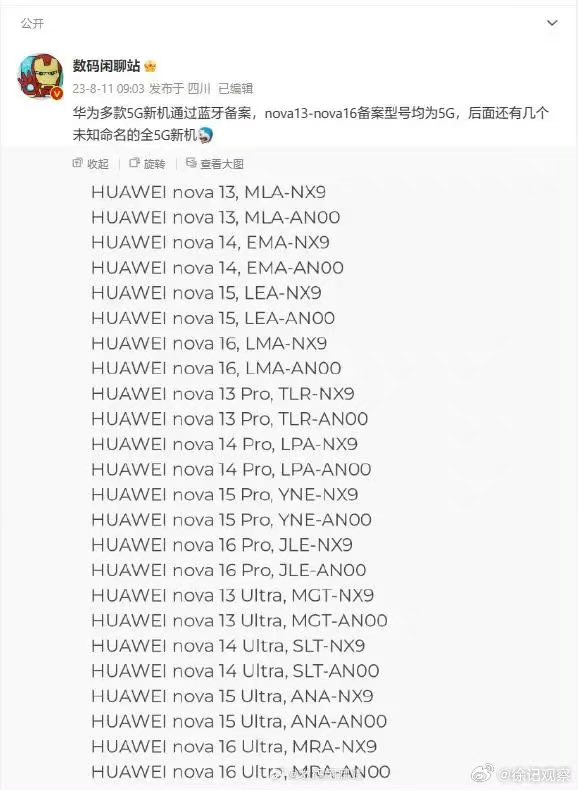 公开
数码闲聊站
23-8-11 09:03 发布于 四川 已编辑
华为多款5G新机通过蓝牙备案，nova13-nova16备案型号均为5G，后面还有几个
未知命名的全5G新机
收起 旋转 查看大图
HUAWEI nova 13, MLA-NX9
HUAWEI nova 13, MLA-AN00
HUAWEI nova 14, EMA-NX9
HUAWEI nova 14, EMA-AN00
HUAWEI nova 15, LEA-NX9
HUAWEI nova 15, LEA-AN00
HUAWEI nova 16, LMA-NX9
HUAWEI nova 16, LMA-AN00
HUAWEI nova 13 Pro, TLR-NX9
HUAWEI nova 13 Pro, TLR-AN00
HUAWEI nova 14 Pro, LPA-NX9
HUAWEI nova 14 Pro, LPA-AN00
HUAWEI nova 15 Pro, YNE-NX9
HUAWEI nova 15 Pro, YNE-AN00
HUAWEI nova 16 Pro, JLE-NX9
HUAWEI nova 16 Pro, JLE-AN00
HUAWEI nova 13 Ultra, MGT-NX9
HUAWEI nova 13 Ultra, MGT-AN00
HUAWEI nova 14 Ultra, SLT-NX9
HUAWEI nova 14 Ultra, SLT-AN00
HUAWEI nova 15 Ultra, ANA-NX9
HUAWEI nova 15 Ultra, ANA-AN00
HUAWEI nova 16 Ultra, MRA-NX9
HUAWEI nova 16 Ultra, MRA-AN00
@徐记观察